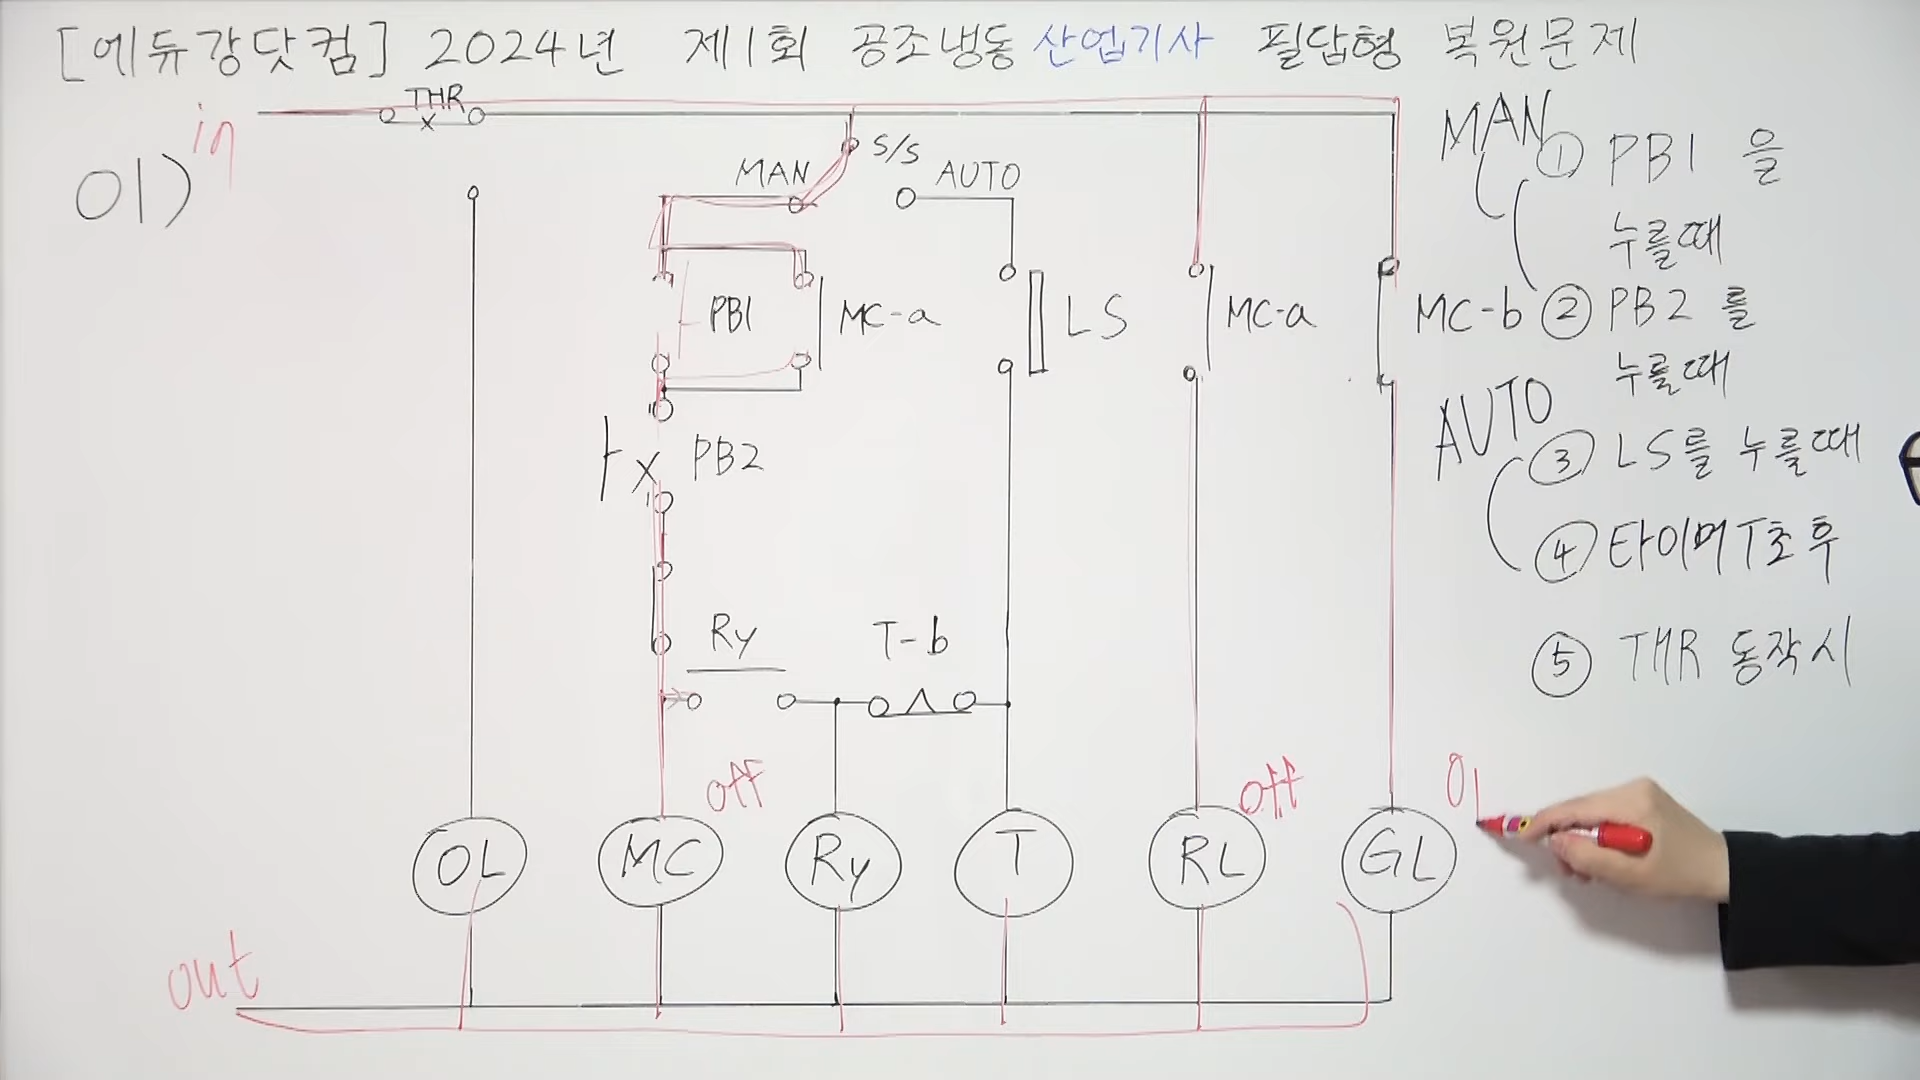 [에듀강닷컴] 2024년 제1회 공조냉동산업기사 필답형 복원문제
in
THR
01)
S/S
MAN
AUTO
PB1
MC-a
LS
MC-a
MC-b
PB2
Ry
T-b
off
off
OL
MC
Ry
T
RL
GL
out
MAN
① PB1 을
누를때
② PB2 를
누를때
AUTO
③ LS를 누를때
④ 타이머 T초 후
⑤ THR 동작시